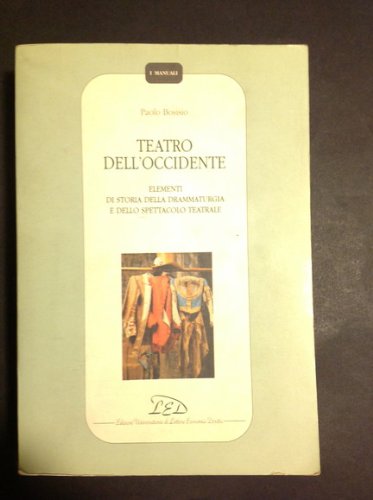 I MANUALI
Paolo Bosisio
TEATRO
DELL'OCCIDENTE
ELEMENTI
DI STORIA DELLA DRAMMATURGIA
E DELLO SPETTACOLO TEATRALE
LED
Edizioni Universitarie di Lettere Economia Diritto